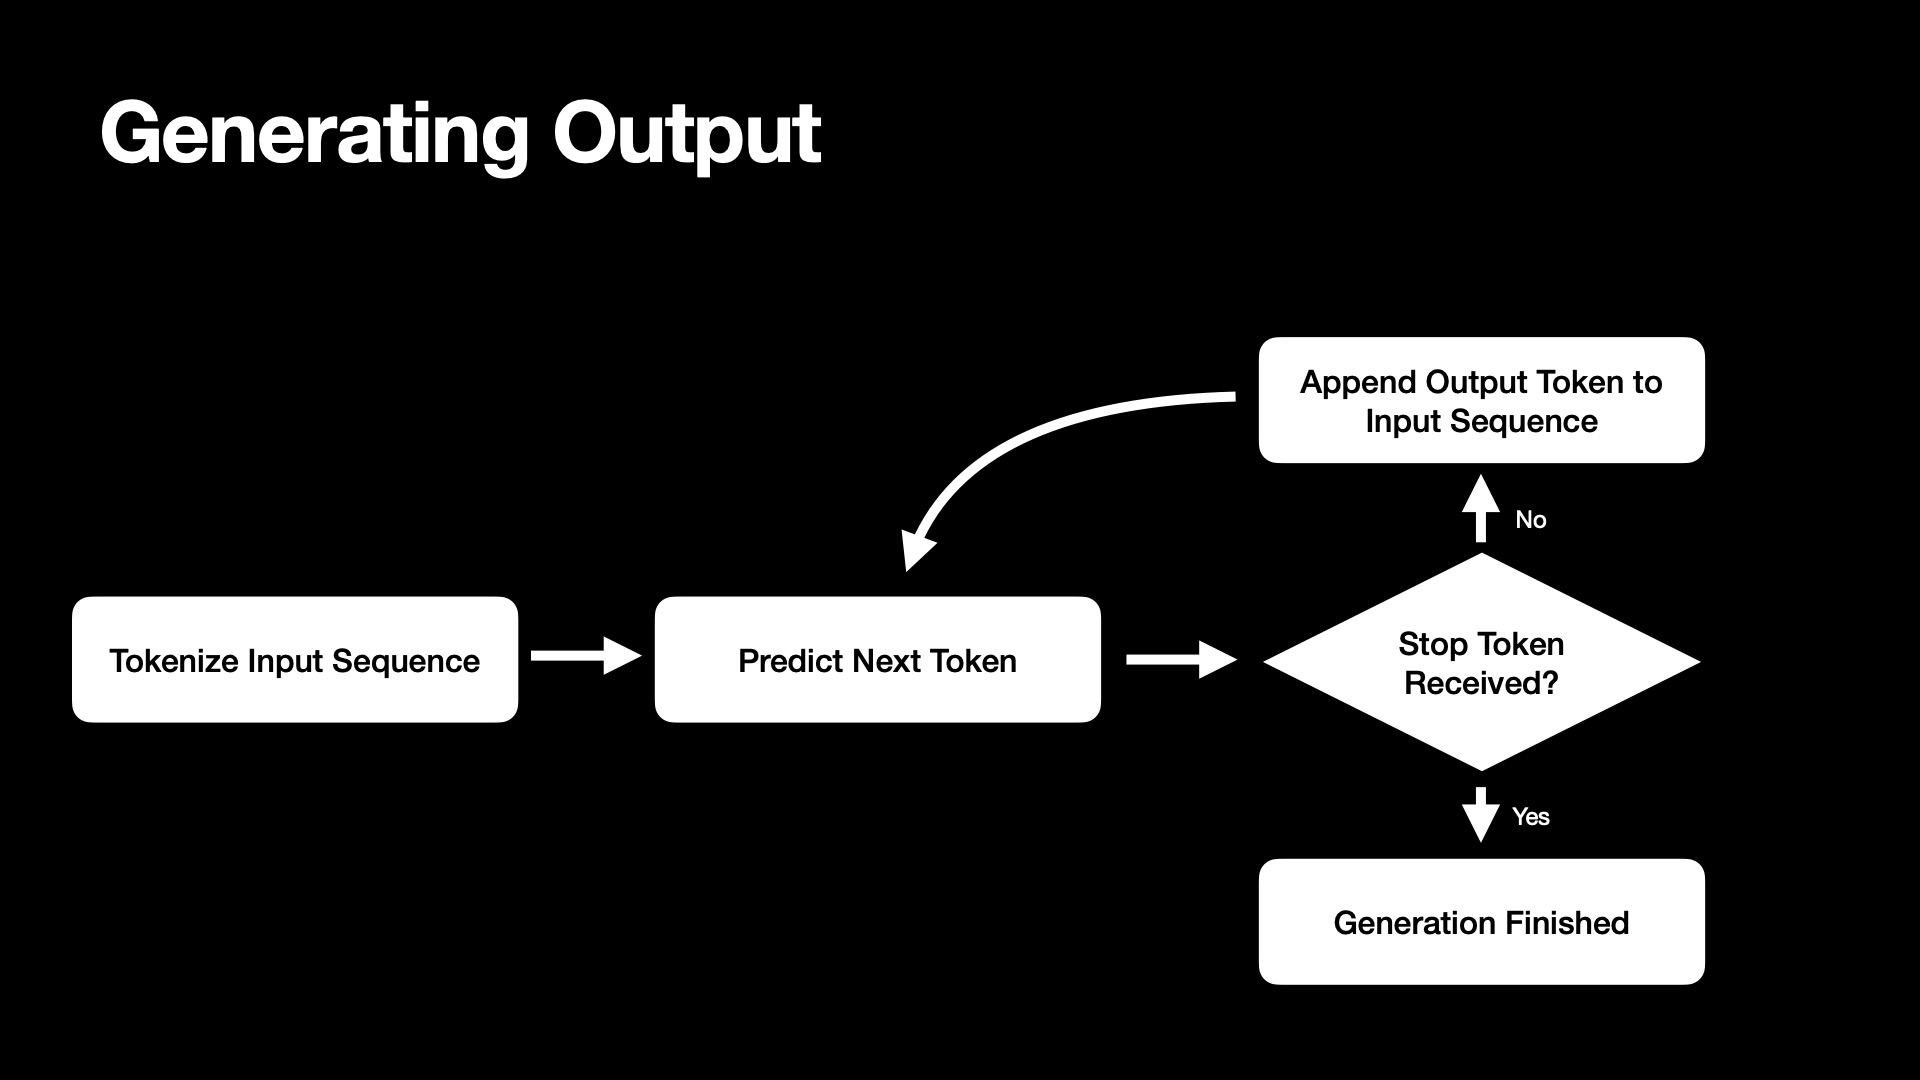 Generating Output
Append Output Token to
Input Sequence
No
Tokenize Input Sequence
Predict Next Token
Stop Token
Received?
Yes
Generation Finished